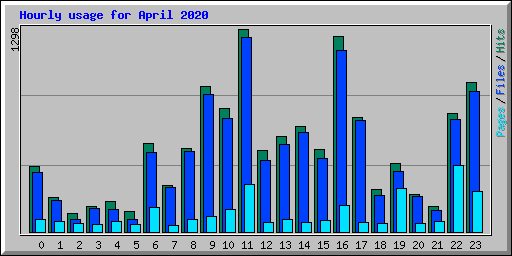 Hourly usage for April 2020
1298
Pages/Files/Hits
0 1 2 3 4 5 6 7 8 9 10 11 12 13 14 15 16 17 18 19 20 21 22 23